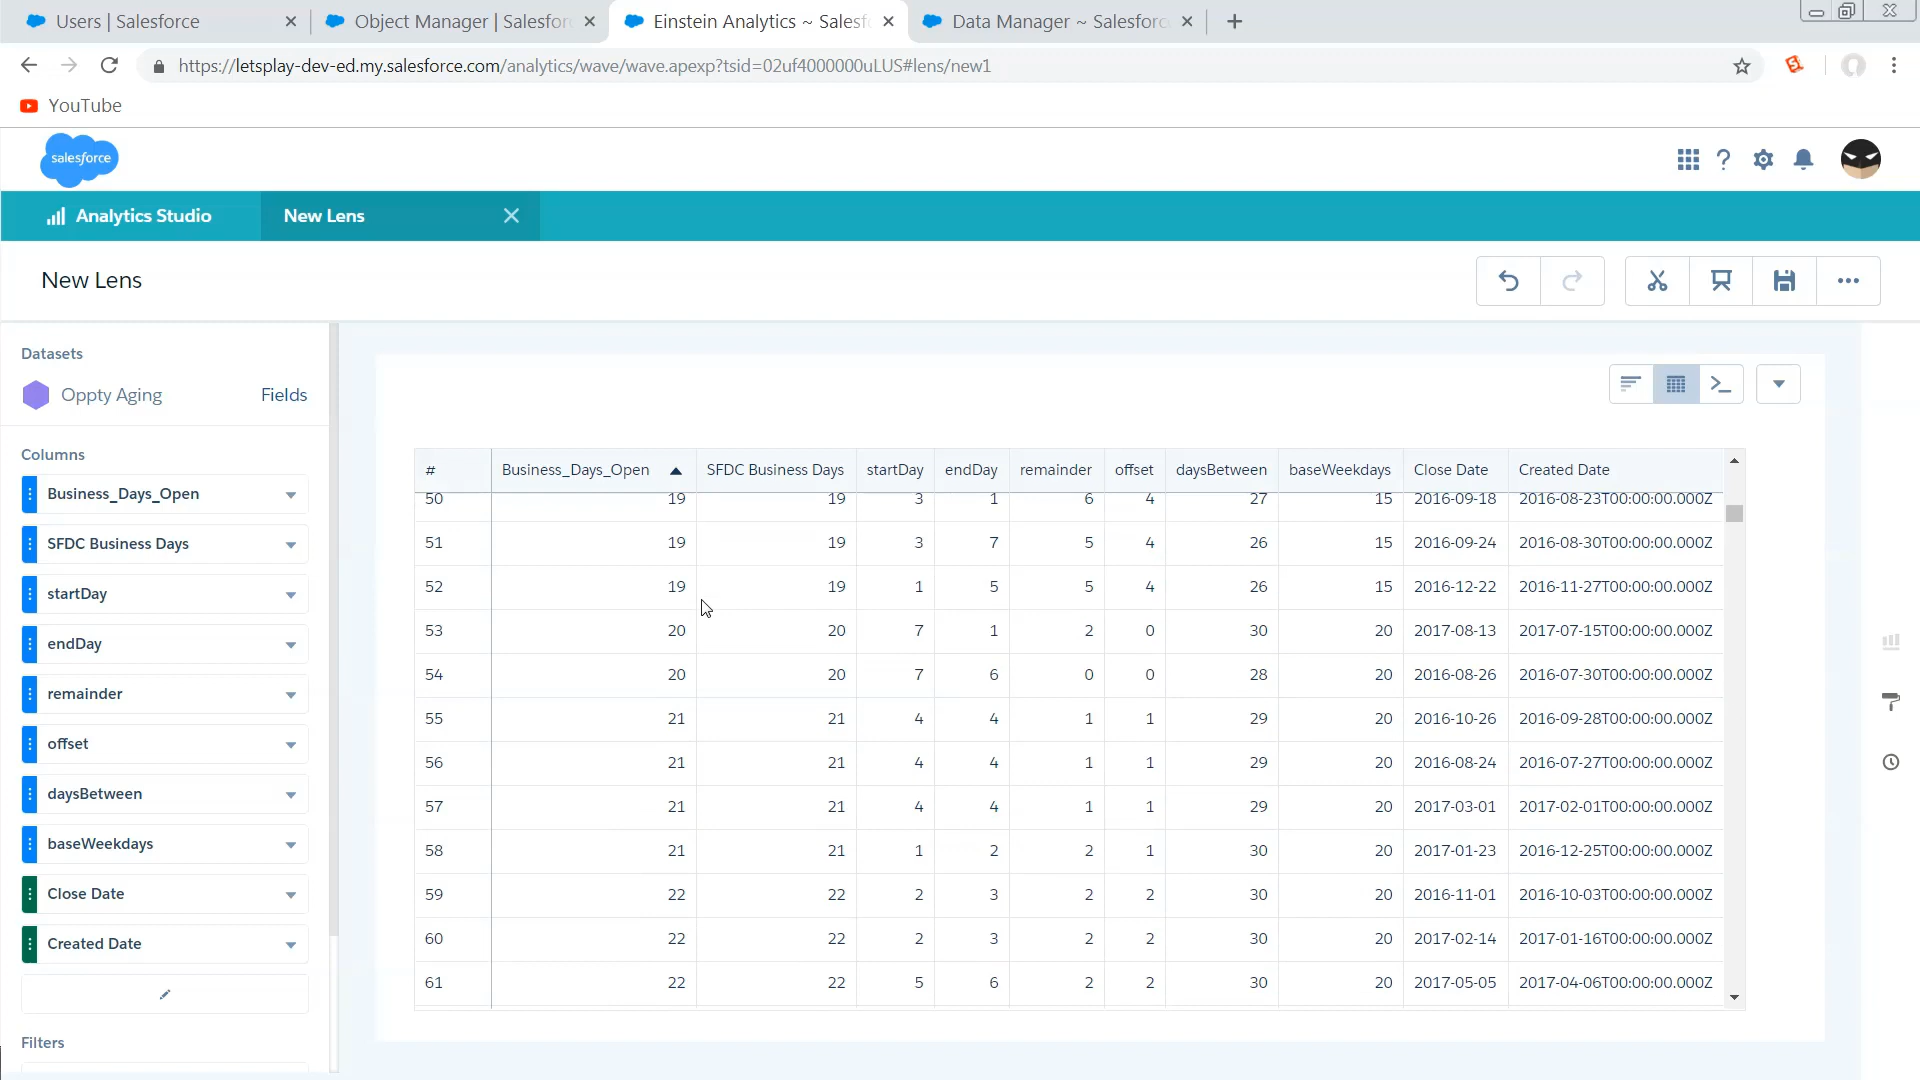 Users | Salesforce
Object Manager | Salesfor
Einstein Analytics ~ Salesf
Data Manager ~ Salesforc
https://letsplay-dev-ed.my.salesforce.com/analytics/wave/wave.apexp?tsid=02uf4000000uLUS#lens/new1
YouTube
salesforce
Analytics Studio
New Lens
New Lens
Datasets
Oppty Aging Fields
Columns
Business_Days_Open
SFDC Business Days
startDay
endDay
remainder
offset
daysBetween
baseWeekdays
Close Date
Created Date
Filters
# Business_Days_Open SFDC Business Days startDay endDay remainder offset daysBetween baseWeekdays Close Date Created Date
50 19 19 3 1 6 4 27 15 2016-09-18 2016-08-23T00:00:00.000Z
51 19 19 3 7 5 4 26 15 2016-09-24 2016-08-30T00:00:00.000Z
52 19 19 1 5 5 4 26 15 2016-12-22 2016-11-27T00:00:00.000Z
53 20 20 7 1 2 0 30 20 2017-08-13 2017-07-15T00:00:00.000Z
54 20 20 7 6 0 0 28 20 2016-08-26 2016-07-30T00:00:00.000Z
55 21 21 4 4 1 1 29 20 2016-10-26 2016-09-28T00:00:00.000Z
56 21 21 4 4 1 1 29 20 2016-08-24 2016-07-27T00:00:00.000Z
57 21 21 4 4 1 1 29 20 2017-03-01 2017-02-01T00:00:00.000Z
58 21 21 1 2 2 1 30 20 2017-01-23 2016-12-25T00:00:00.000Z
59 22 22 2 3 2 2 30 20 2016-11-01 2016-10-03T00:00:00.000Z
60 22 22 2 3 2 2 30 20 2017-02-14 2017-01-16T00:00:00.000Z
61 22 22 5 6 2 2 30 20 2017-05-05 2017-04-06T00:00:00.000Z